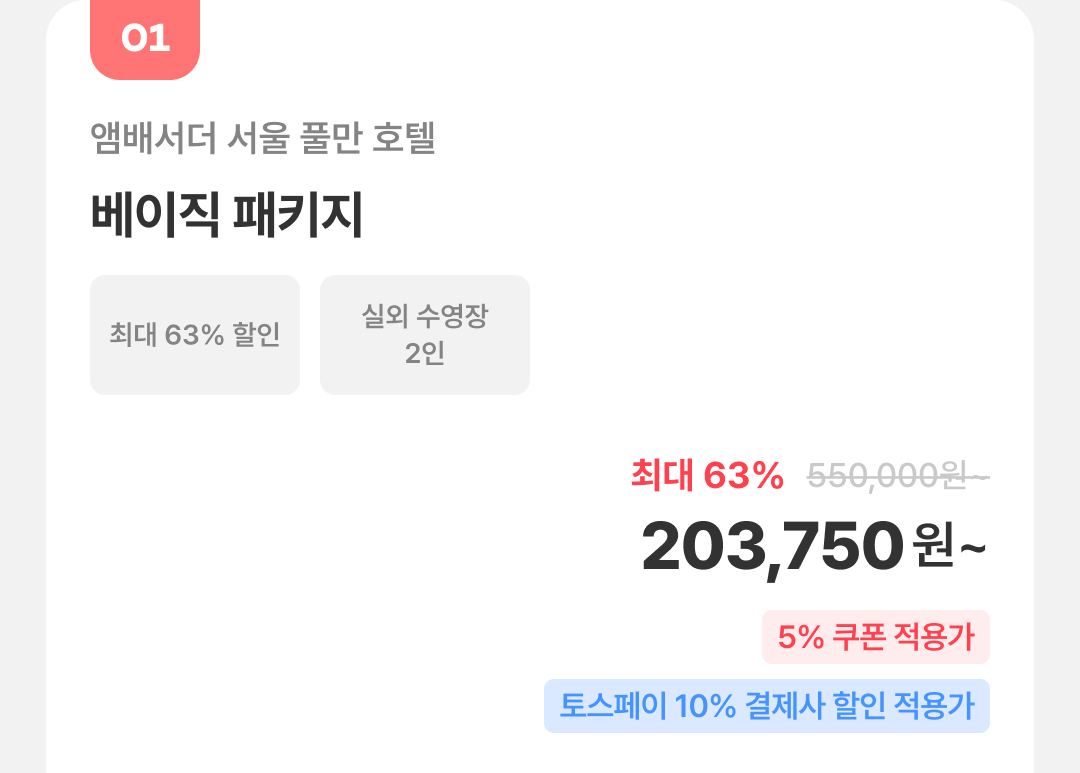 01
앰배서더 서울 풀만 호텔
베이직 패키지
최대 63% 할인
실외 수영장
2인
최대 63% 550,000원~
203,750원~
5% 쿠폰 적용가
토스페이 10% 결제사 할인 적용가